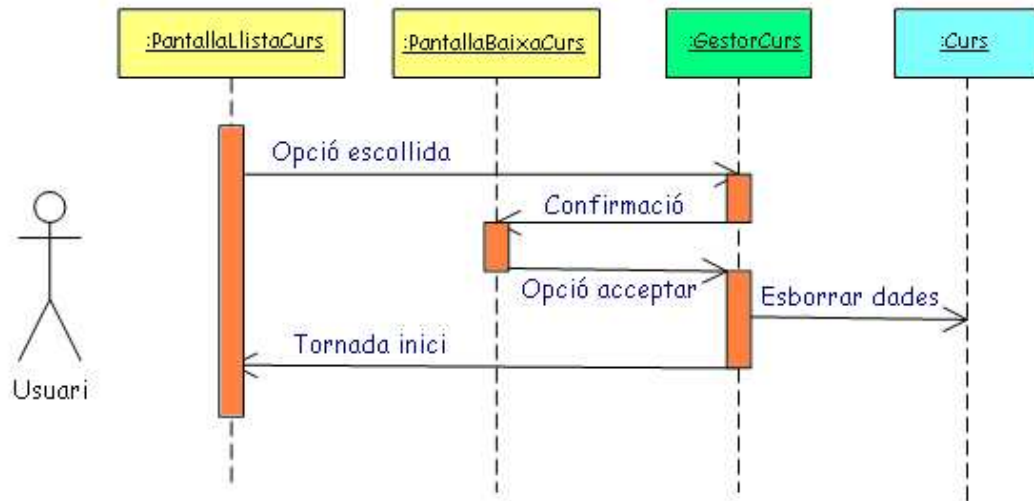 :PantallaLlistaCurs
:PantallaBaixaCurs
:GestorCurs
:Curs
Opció escollida
Confirmació
Opció acceptar
Esborrar dades
Tornada inici
Usuari